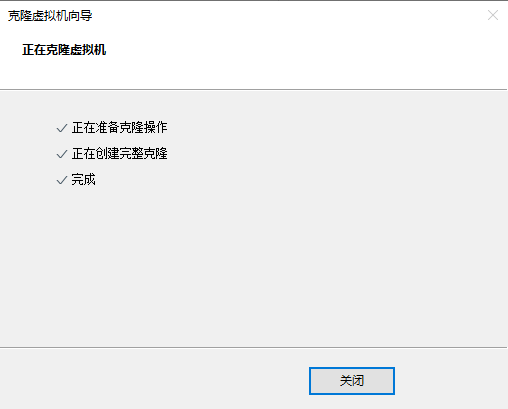 克隆虚拟机向导
正在克隆虚拟机
正在准备克隆操作
正在创建完整克隆
完成
关闭